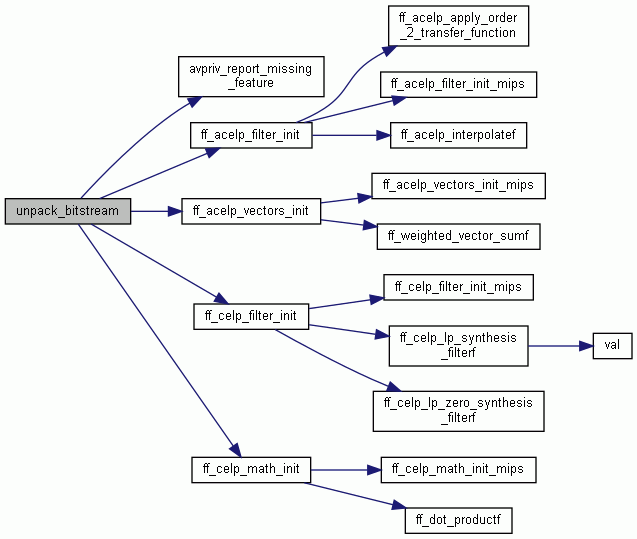 ff_acelp_apply_order
_2_transfer_function
avpriv_report_missing
_feature
ff_acelp_filter_init_mips
ff_acelp_filter_init
ff_acelp_interpolatef
ff_acelp_vectors_init_mips
unpack_bitstream
ff_acelp_vectors_init
ff_weighted_vector_sumf
ff_celp_filter_init_mips
ff_celp_filter_init
ff_celp_lp_synthesis
_filterf
val
ff_celp_lp_zero_synthesis
_filterf
ff_celp_math_init
ff_celp_math_init_mips
ff_dot_productf